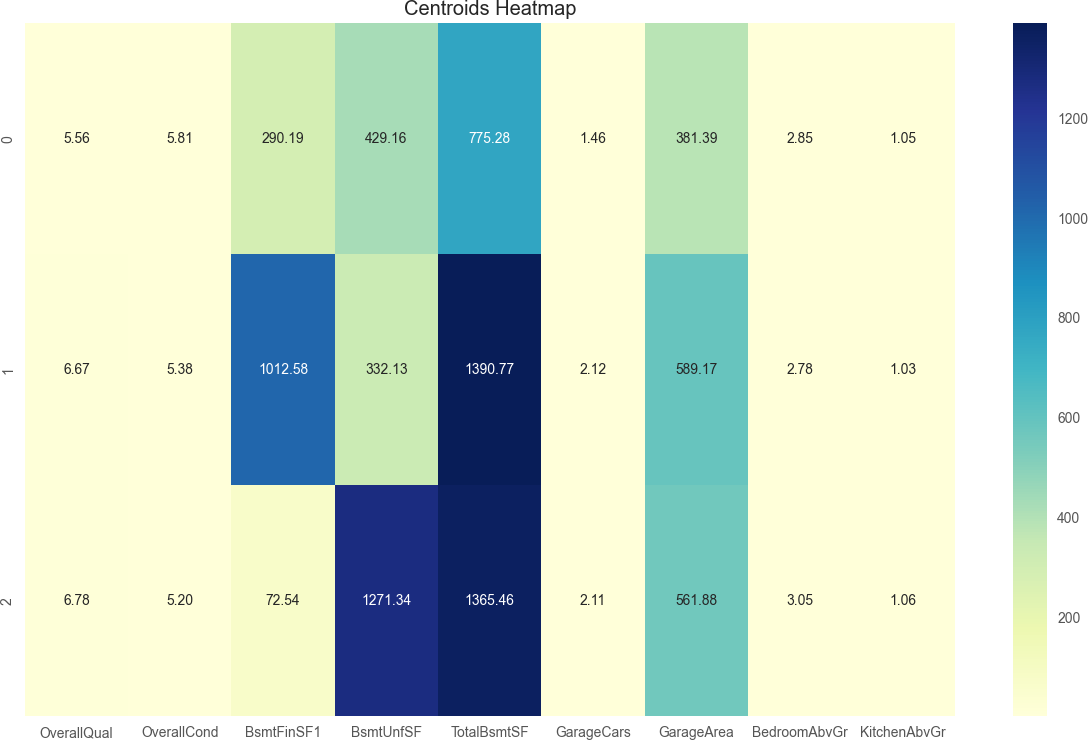 Centroids Heatmap
0 5.56 5.81 290.19 429.16 775.28 1.46 381.39 2.85 1.05
1 6.67 5.38 1012.58 332.13 1390.77 2.12 589.17 2.78 1.03
2 6.78 5.20 72.54 1271.34 1365.46 2.11 561.88 3.05 1.06
OverallQual OverallCond BsmtFinSF1 BsmtUnfSF TotalBsmtSF GarageCars GarageArea BedroomAbvGr KitchenAbvGr
1200
1000
800
600
400
200